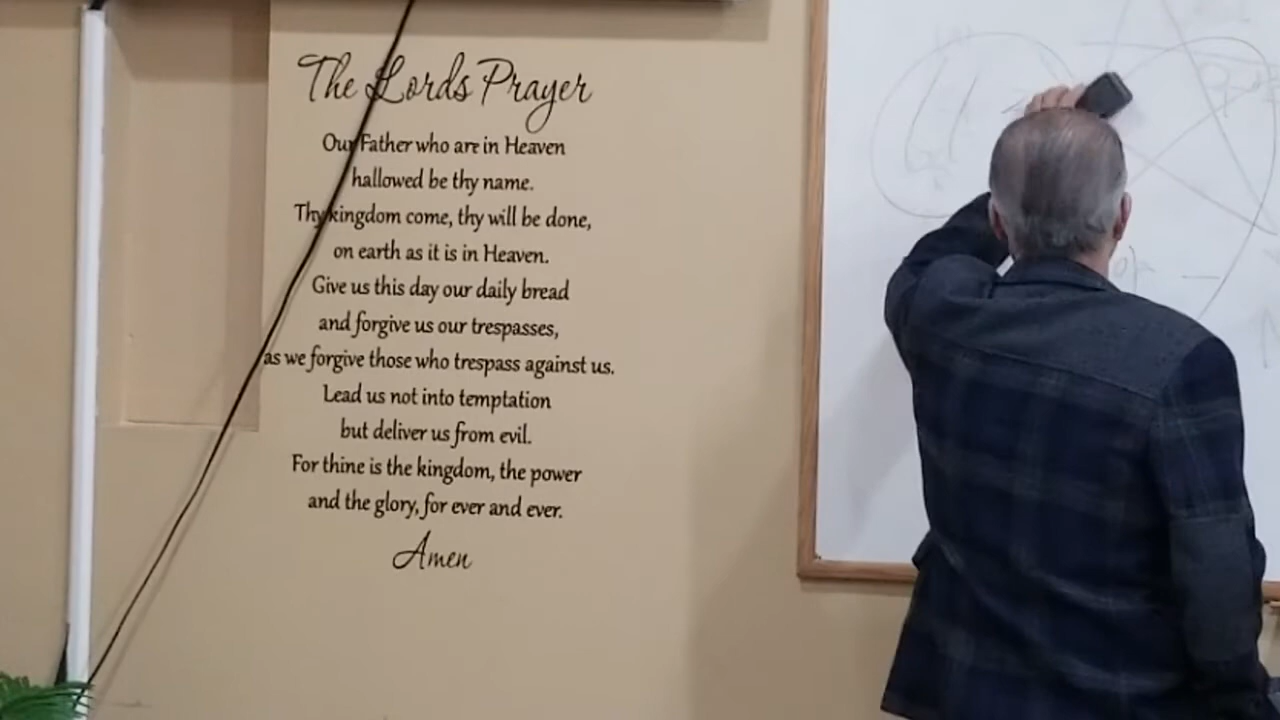 The Lords Prayer
Our Father who are in Heaven
hallowed be thy name.
Thy kingdom come, thy will be done,
on earth as it is in Heaven.
Give us this day our daily bread
and forgive us our trespasses,
as we forgive those who trespass against us.
Lead us not into temptation
but deliver us from evil.
For thine is the kingdom, the power
and the glory, for ever and ever.
Amen